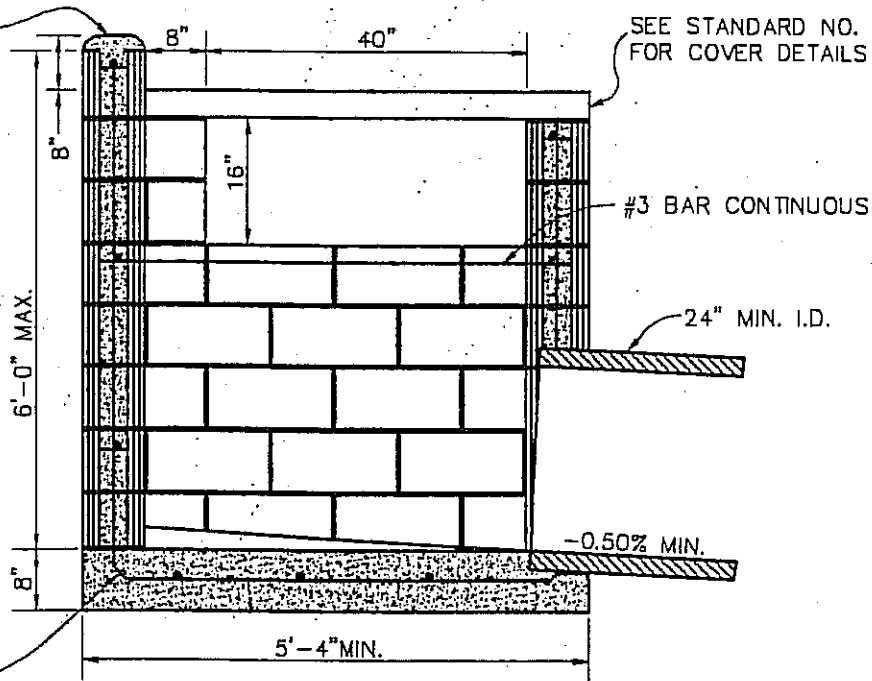 SEE STANDARD NO.
FOR COVER DETAILS
8"
40"
8"
16"
#3 BAR CONTINUOUS
24" MIN. I.D.
6'-0" MAX.
-0.50% MIN.
8"
5'-4"MIN.